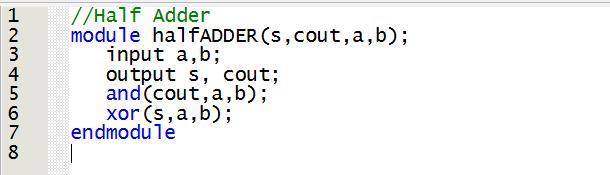 1 //Half Adder
2 module halfADDER(s,cout,a,b);
3 input a,b;
4 output s, cout;
5 and(cout,a,b);
6 xor(s,a,b);
7 endmodule
8